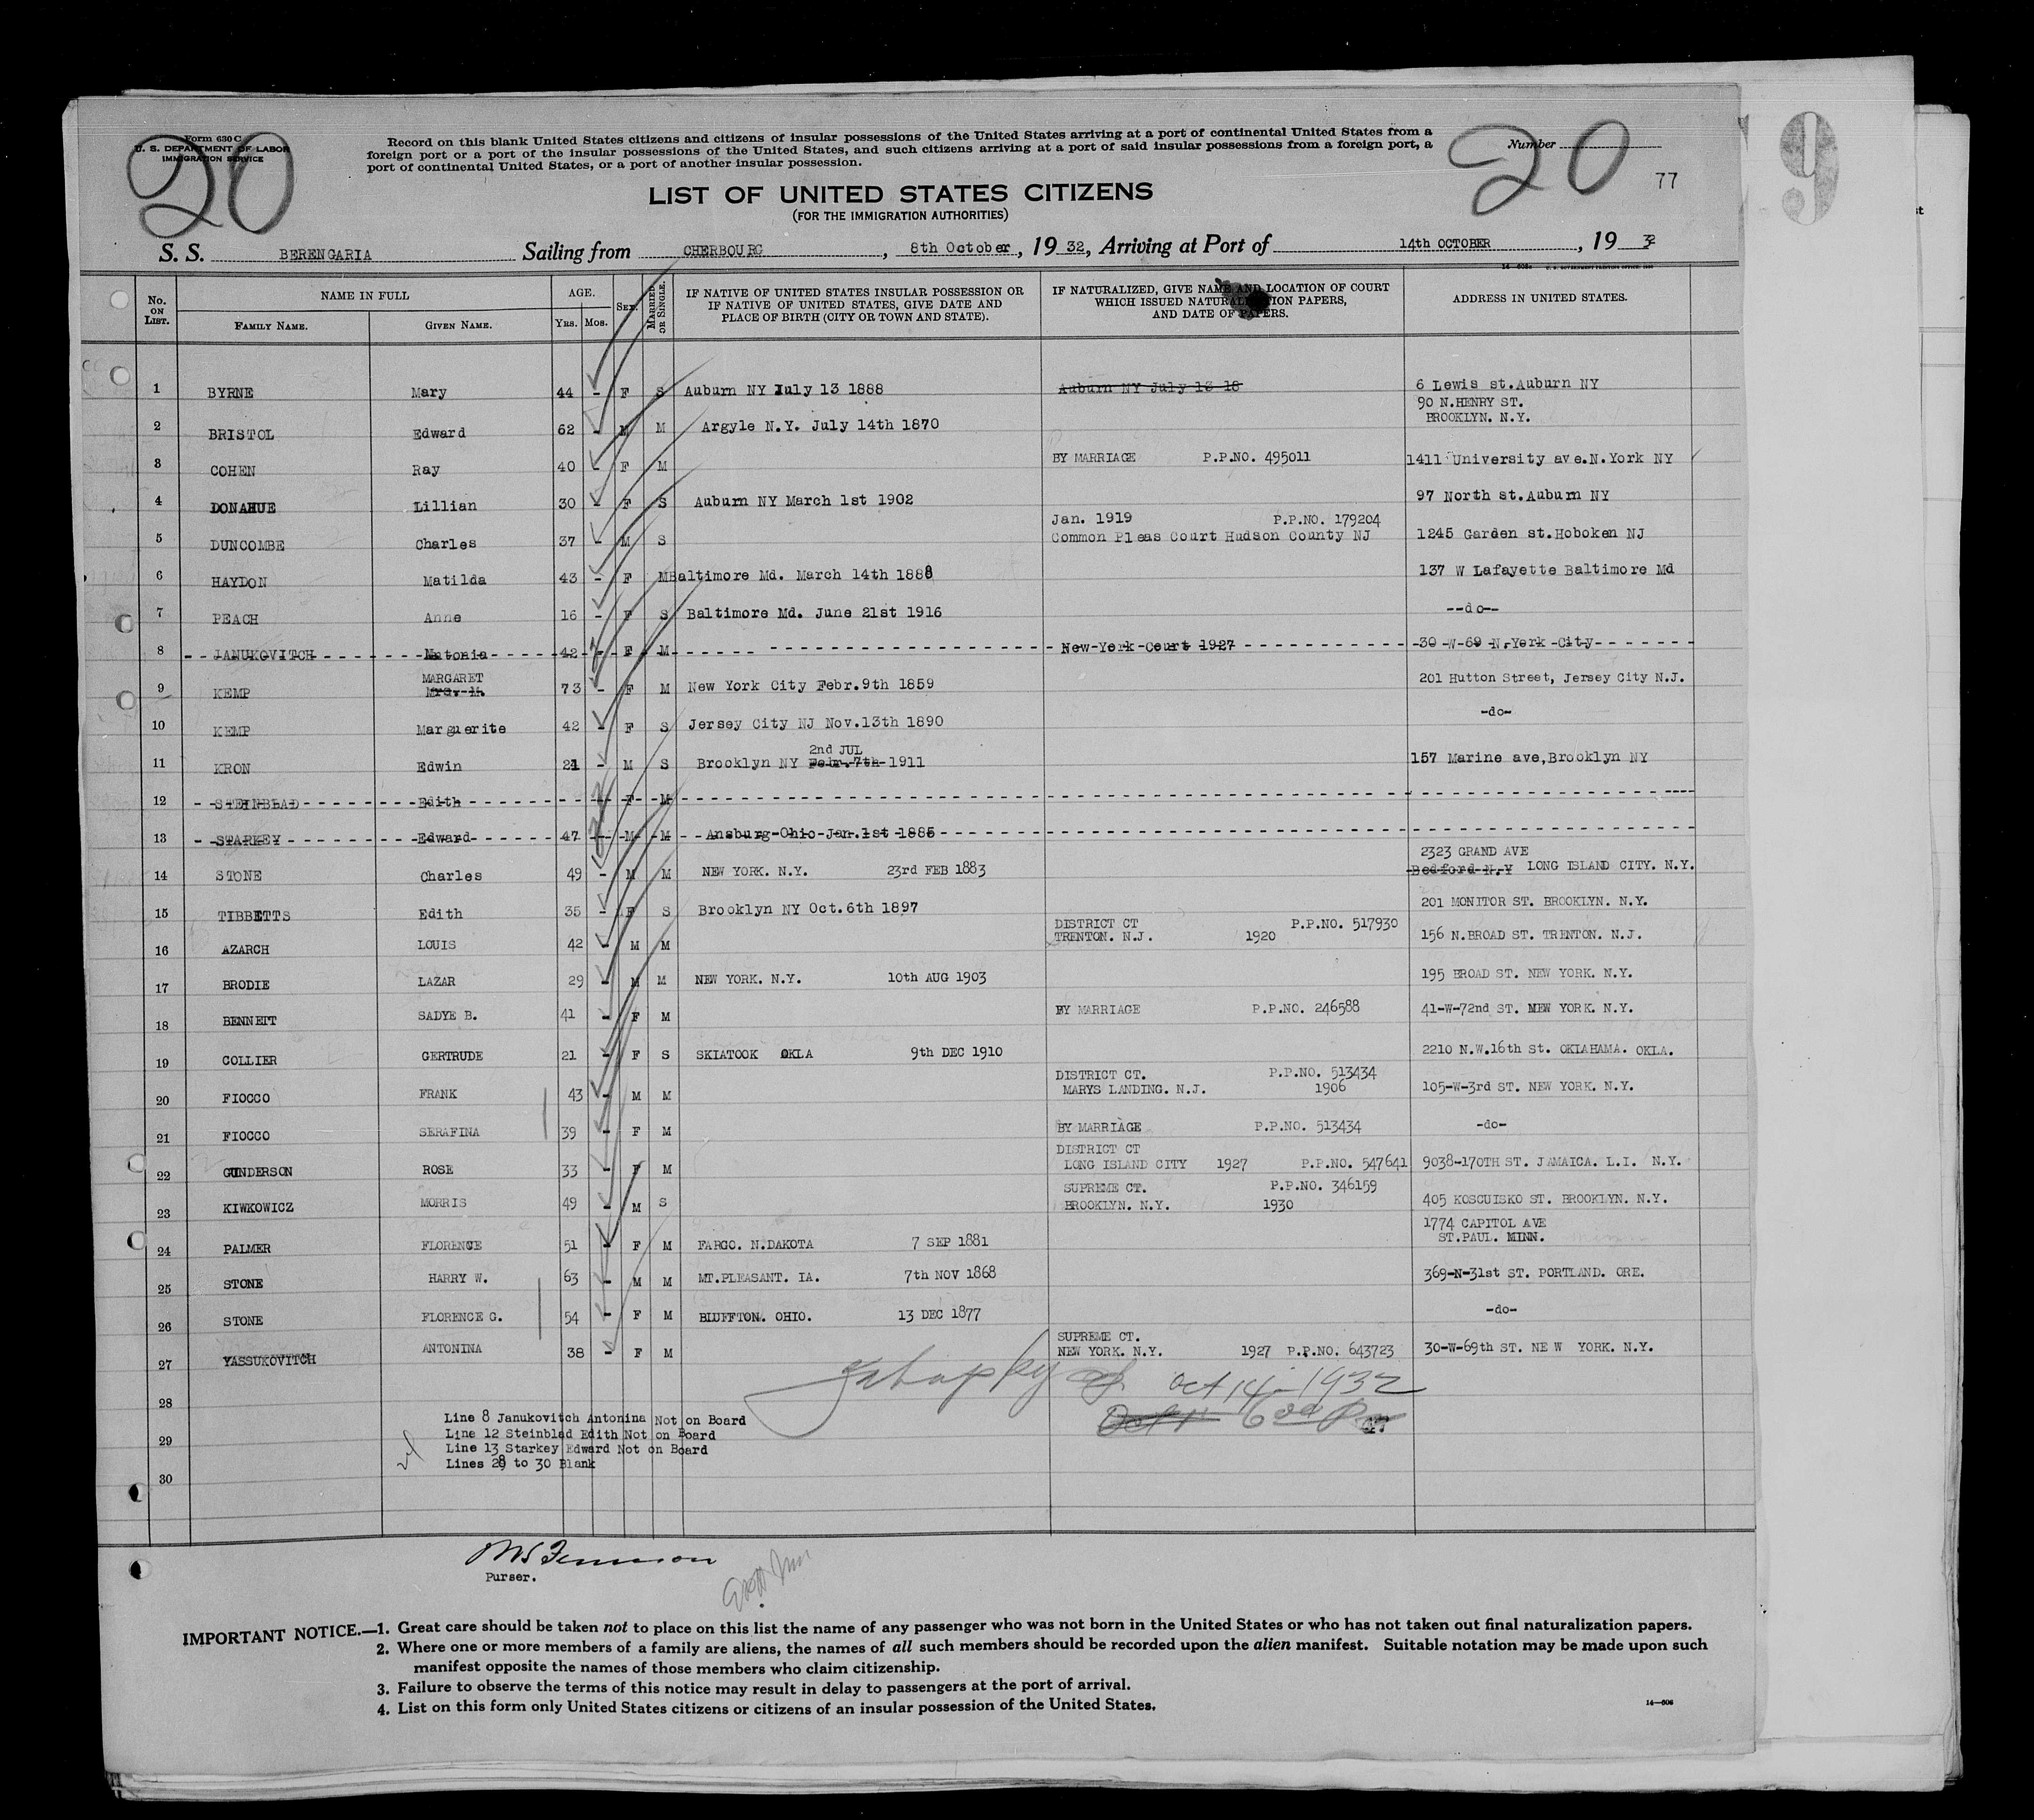 20
Form 630 C
U. S. DEPARTMENT OF LABOR
IMMIGRATION SERVICE
Record on this blank United States citizens and citizens of insular possessions of the United States arriving at a port of continental United States from a
foreign port or a port of the insular possessions of the United States, and such citizens arriving at a port of said insular possessions from a foreign port, a
port of continental United States, or a port of another insular possession.
20
Number
77
9
LIST OF UNITED STATES CITIZENS
(FOR THE IMMIGRATION AUTHORITIES)
S. S. BERENGARIA Sailing from CHERBOURG, 8th October, 19 32, Arriving at Port of 14th OCTOBER, 19 32
No. ON LIST. NAME IN FULL FAMILY NAME. GIVEN NAME. AGE. YRS. MOS. SEX. MARRIED OR SINGLE. IF NATIVE OF UNITED STATES INSULAR POSSESSION OR IF NATIVE OF UNITED STATES, GIVE DATE AND PLACE OF BIRTH (CITY OR TOWN AND STATE). IF NATURALIZED, GIVE NAME AND LOCATION OF COURT WHICH ISSUED NATURALIZATION PAPERS, AND DATE OF PAPERS. ADDRESS IN UNITED STATES.
1 BYRNE Mary 44 - F S Auburn NY July 13 1888 Auburn NY July 13 18 6 Lewis st.Auburn NY
90 N.HENRY ST.
BROOKLYN. N.Y.
2 BRISTOL Edward 62 - M M Argyle N.Y. July 14th 1870
3 COHEN Ray 40 - F M BY MARRIAGE P.P.NO. 495011 1411 University ave.N.York NY
4 DONAHUE Lillian 30 - F S Auburn NY March 1st 1902 97 North st.Auburn NY
Jan. 1919 P.P.NO. 179204
5 DUNCOMBE Charles 37 - M S Common Pleas Court Hudson County NJ 1245 Garden st.Hoboken NJ
6 HAYDON Matilda 43 - F M Baltimore Md. March 14th 1888 137 W Lafayette Baltimore Md
7 PEACH Anne 16 - F S Baltimore Md. June 21st 1916 --do--
8 JANUKOVITCH Natonia 42 - F M New York Court 1927 30 W 69 N.York City
MARGARET
9 KEMP Mrs. M. 73 - F M New York City Febr.9th 1859 201 Hutton Street, Jersey City N.J.
10 KEMP Marguerite 42 - F S Jersey City NJ Nov.13th 1890 -do-
2nd JUL
11 KRON Edwin 21 - M S Brooklyn NY Febr.7th 1911 157 Marine ave,Brooklyn NY
12 STEINBLAD Edith - F M
13 STARKEY Edward 47 - M M Ansburg Ohio Jan.1st 1885
2323 GRAND AVE
14 STONE Charles 49 - M M NEW YORK. N.Y. 23rd FEB 1883 Bedford N.Y LONG ISLAND CITY. N.Y.
15 TIBBETTS Edith 35 - F S Brooklyn NY Oct.6th 1897 201 MONITOR ST. BROOKLYN. N.Y.
DISTRICT CT P.P.NO. 517930
16 AZARCH LOUIS 42 - M M TRENTON. N.J. 1920 156 N.BROAD ST. TRENTON. N.J.
17 BRODIE LAZAR 29 - M M NEW YORK. N.Y. 10th AUG 1903 195 BROAD ST. NEW YORK. N.Y.
18 BENNETT SADYE B. 41 - F M BY MARRIAGE P.P.NO. 246588 41-W-72nd ST. NEW YORK. N.Y.
19 COLLIER GERTRUDE 21 - F S SKIATOOK OKLA 9th DEC 1910 2210 N.W.16th St. OKLAHAMA. OKLA.
DISTRICT CT. P.P.NO. 513434
20 FIOCCO FRANK 43 - M M MARYS LANDING. N.J. 1906 105-W-3rd ST. NEW YORK. N.Y.
21 FIOCCO SERAFINA 39 - F M BY MARRIAGE P.P.NO. 513434 -do-
DISTRICT CT
22 GUNDERSON ROSE 33 - F M LONG ISLAND CITY 1927 P.P.NO. 547641 9038-170TH ST. JAMAICA. L.I. N.Y.
SUPREME CT. P.P.NO. 346159
23 KIWKOWICZ MORRIS 49 - M S BROOKLYN. N.Y. 1930 405 KOSCUISKO ST. BROOKLYN. N.Y.
1774 CAPITOL AVE
24 PALMER FLORENCE 51 - F M FARGO. N.DAKOTA 7 SEP 1881 ST.PAUL. MINN.
25 STONE HARRY W. 63 - M M MT.PLEASANT. IA. 7th NOV 1868 369-N-31st ST. PORTLAND. ORE.
26 STONE FLORENCE G. 54 - F M BLUFFTON. OHIO. 13 DEC 1877 -do-
SUPREME CT.
27 YASSUKOVITCH ANTONINA 38 - F M NEW YORK. N.Y. 1927 P.P.NO. 643723 30-W-69th ST. NEW YORK. N.Y.
Oct 14 - 1932
28
Line 8 Janukovitch Antonina Not on Board
Line 12 Steinblad Edith Not on Board
29
Line 13 Starkey Edward Not on Board
Lines 28 to 30 Blank
30
47
Purser.
IMPORTANT NOTICE.—1. Great care should be taken not to place on this list the name of any passenger who was not born in the United States or who has not taken out final naturalization papers.
2. Where one or more members of a family are aliens, the names of all such members should be recorded upon the alien manifest. Suitable notation may be made upon such
manifest opposite the names of those members who claim citizenship.
3. Failure to observe the terms of this notice may result in delay to passengers at the port of arrival.
4. List on this form only United States citizens or citizens of an insular possession of the United States.
14—608